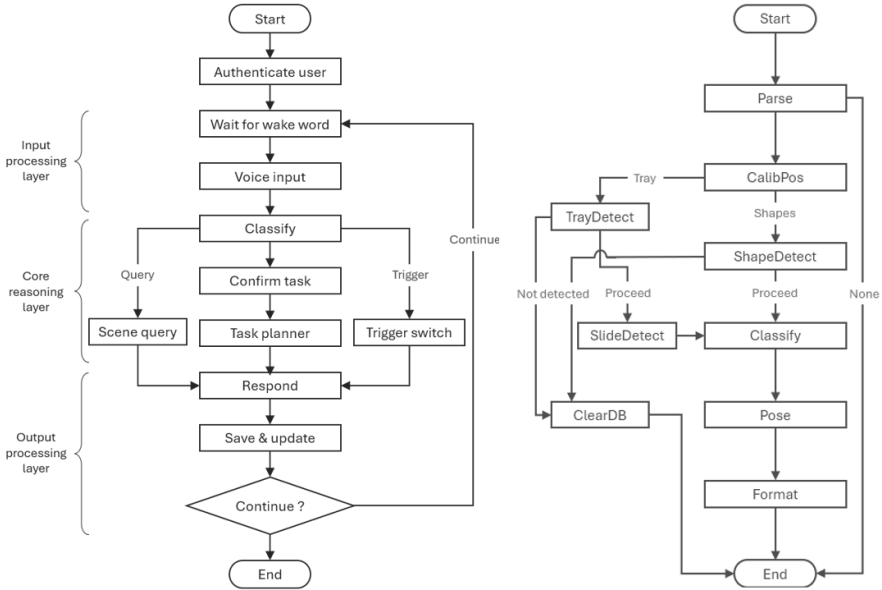 Start
Authenticate user
Wait for wake word
Input
processing
layer
Voice input
Classify
Continue
Query
Trigger
Core
reasoning
layer
Confirm task
Scene query
Task planner
Trigger switch
Respond
Output
processing
layer
Save & update
Continue ?
End
Start
Parse
CalibPos
Tray
TrayDetect
Shapes
ShapeDetect
Not detected
Proceed
Proceed
None
SlideDetect
Classify
ClearDB
Pose
Format
End